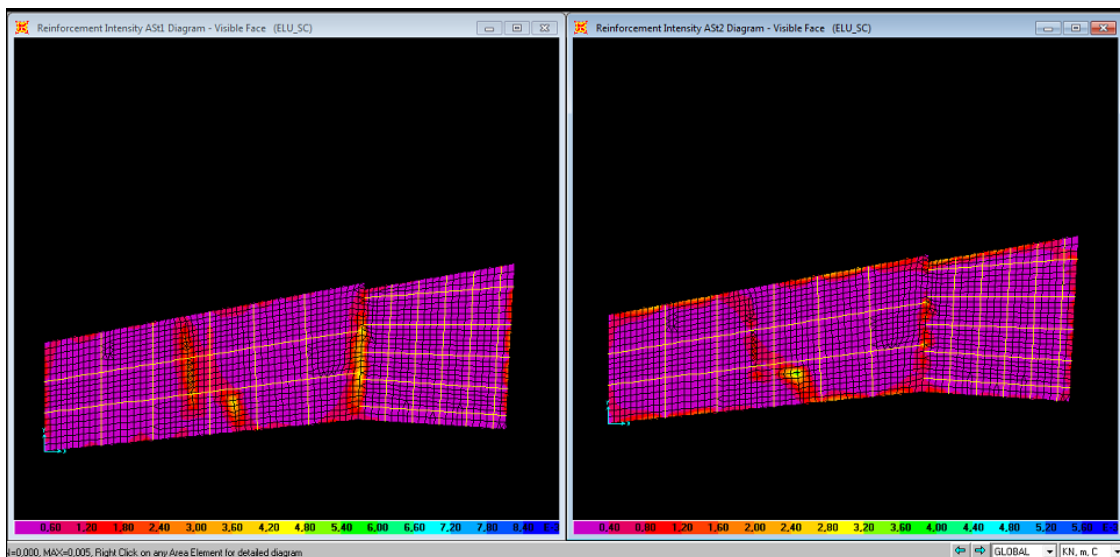 Reinforcement Intensity ASt1 Diagram - Visible Face (ELU_SC)
Reinforcement Intensity ASt2 Diagram - Visible Face (ELU_SC)
0,60 1,20 1,80 2,40 3,00 3,60 4,20 4,80 5,40 6,00 6,60 7,20 7,80 8,40 E-3
0,40 0,80 1,20 1,60 2,00 2,40 2,80 3,20 3,60 4,00 4,40 4,80 5,20 5,60
=0,000, MAX=0,005, Right Click on any Area Element for detailed diagram
GLOBAL
KN, m, C